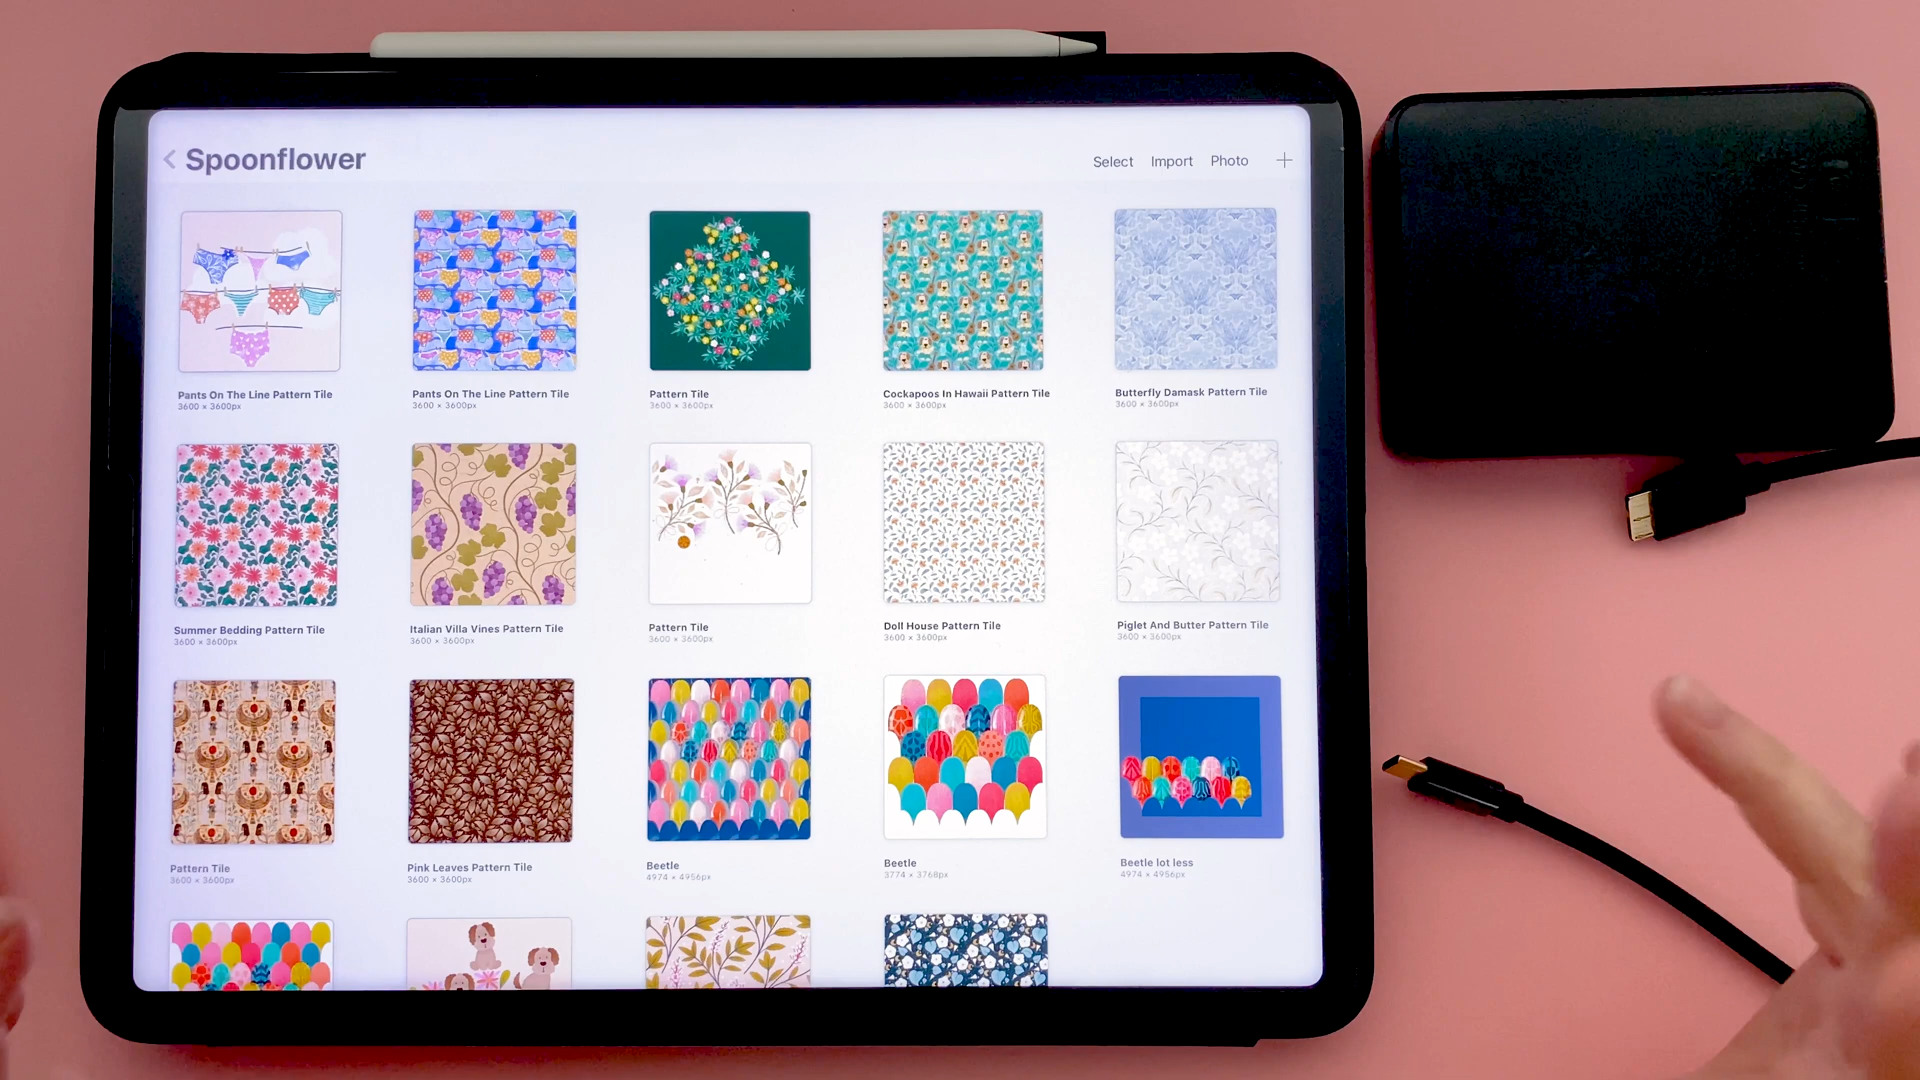 Spoonflower
Select Import Photo
Pants On The Line Pattern Tile
3600 × 3600px
Pants On The Line Pattern Tile
3600 × 3600px
Pattern Tile
3600 × 3600px
Cockapoos In Hawaii Pattern Tile
3600 × 3600px
Butterfly Damask Pattern Tile
3600 × 3600px
Summer Bedding Pattern Tile
3600 × 3600px
Italian Villa Vines Pattern Tile
3600 × 3600px
Pattern Tile
3600 × 3600px
Doll House Pattern Tile
3600 × 3600px
Piglet And Butter Pattern Tile
3600 × 3600px
Pattern Tile
3600 × 3600px
Pink Leaves Pattern Tile
3600 × 3600px
Beetle
4974 × 4956px
Beetle
3774 × 3768px
Beetle lot less
4974 × 4956px